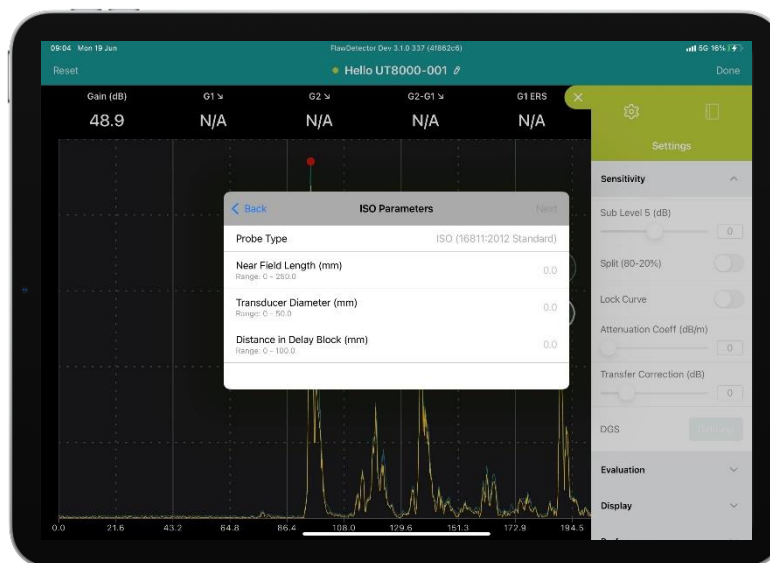 09:04 Mon 19 Jun
FlawDetector Dev 3.1.0 337 (41862c6)
5G 16%
Reset
Hello UT8000-001
Done
Gain (dB) G1 G2 G2-G1 G1 ERS
48.9 N/A N/A N/A N/A
Settings
Sensitivity
Sub Level 5 (dB)
0
Split (80-20%)
Lock Curve
Attenuation Coeff (dB/m)
0
Transfer Correction (dB)
0
DGS
Evaluation
Display
Back ISO Parameters Next
Probe Type ISO (16811:2012 Standard)
Near Field Length (mm) 0.0
Range: 0 - 250.0
Transducer Diameter (mm) 0.0
Range: 0 - 50.0
Distance in Delay Block (mm) 0.0
Range: 0 - 100.0
0.0 21.6 43.2 64.8 86.4 108.0 129.6 151.3 172.9 194.5